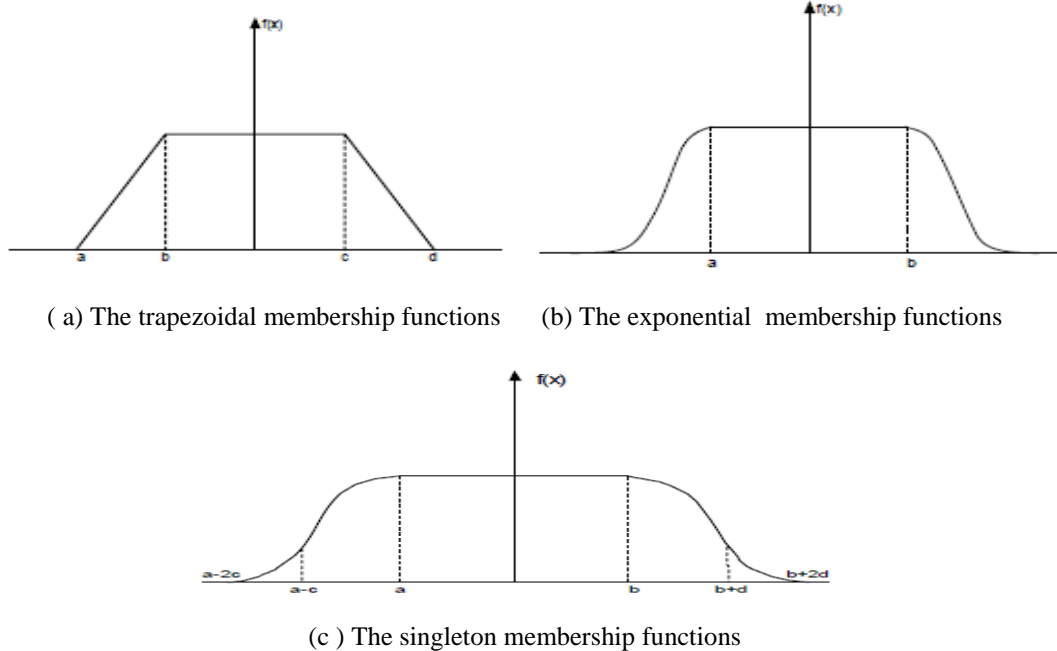 f(x)
a b c d
( a) The trapezoidal membership functions
f(x)
a b
(b) The exponential membership functions
f(x)
a-2c a-c a b b+d b+2d
(c ) The singleton membership functions